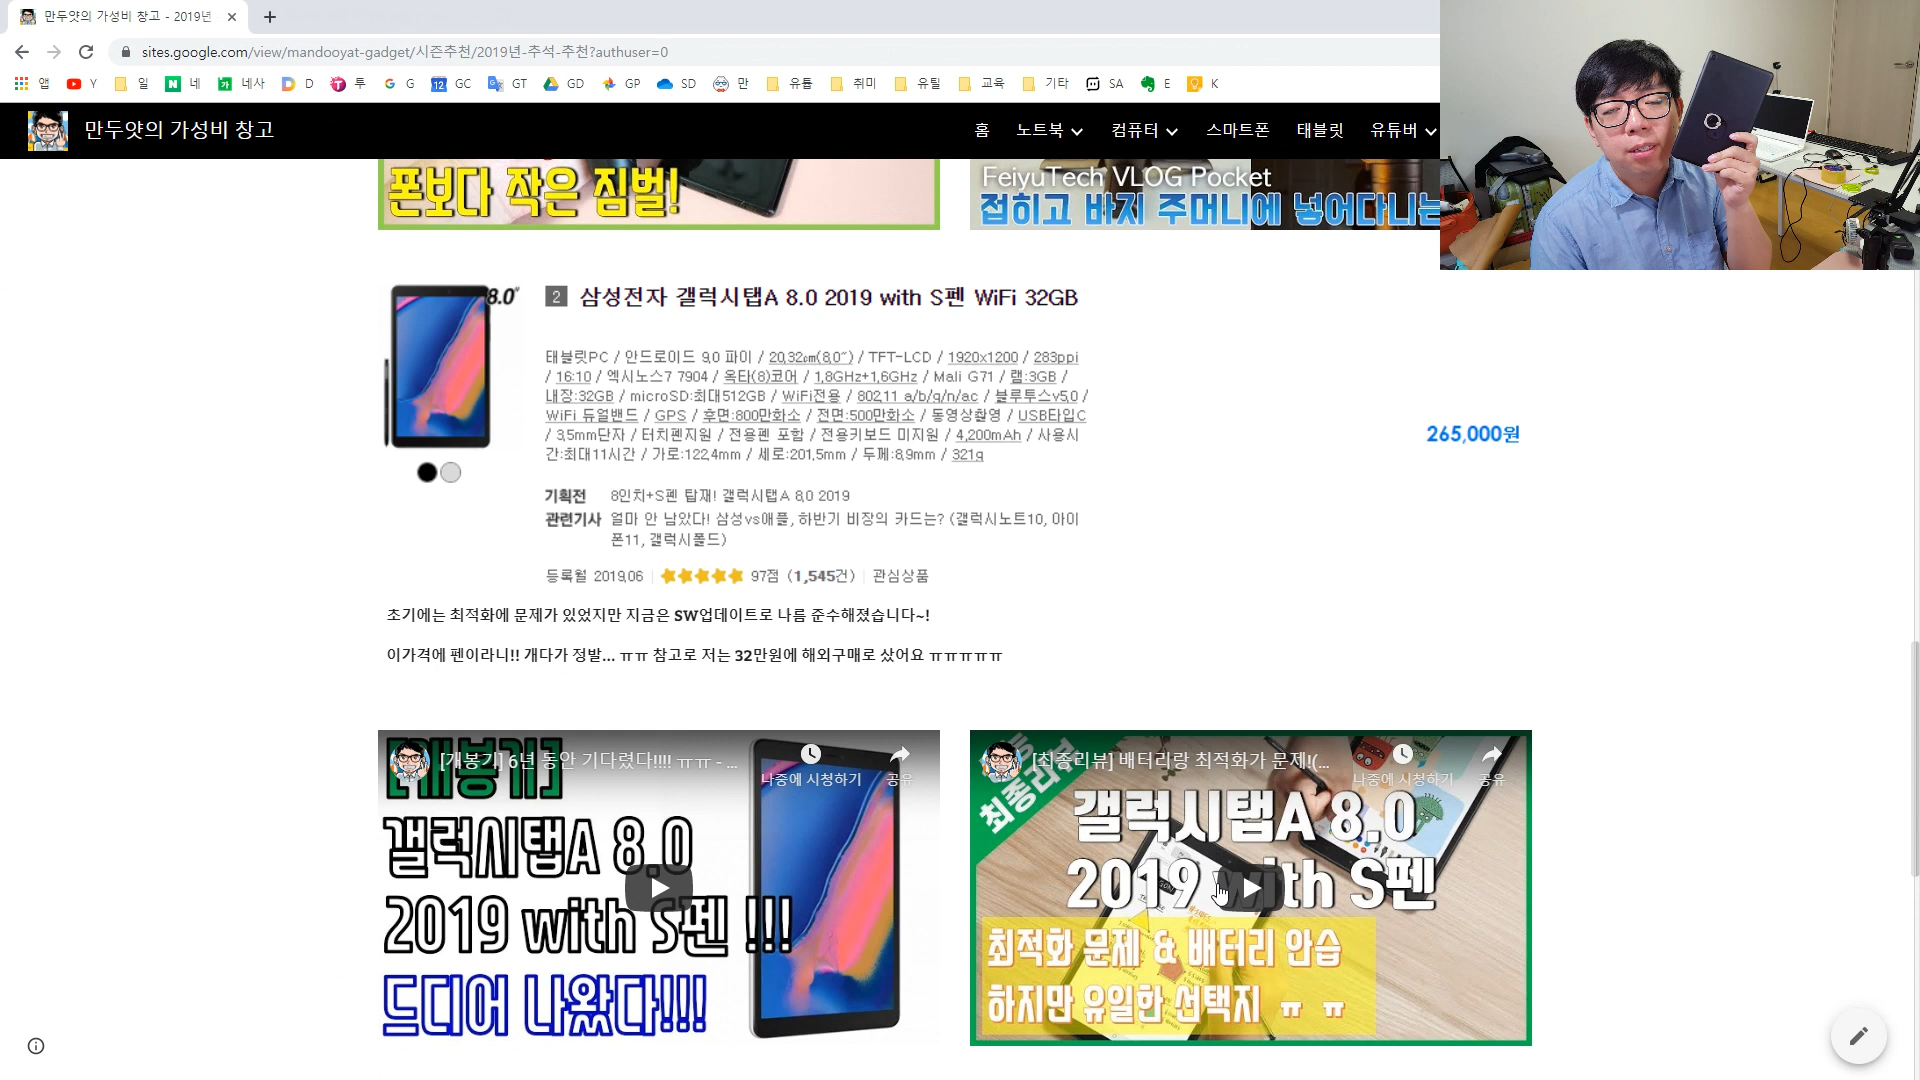 만두얏의 가성비 창고 - 2019년
sites.google.com/view/mandooyat-gadget/시즌추천/2019년-추석-추천?authuser=0
앱 Y 일 네 네사 D 투 G GC GT GD GP SD 만 유튭 취미 유틸 교육 기타 SA E K
만두얏의 가성비 창고
홈 노트북 컴퓨터 스마트폰 태블릿 유튜버
폰보다 작은 짐벌!
FeiyuTech VLOG Pocket
접히고 바지 주머니에 넣어다니는
8.0"
2 삼성전자 갤럭시탭A 8.0 2019 with S펜 WiFi 32GB
태블릿PC / 안드로이드 9.0 파이 / 20.32㎝(8.0") / TFT-LCD / 1920x1200 / 283ppi
/ 16:10 / 엑시노스7 7904 / 옥타(8)코어 / 1.8GHz+1.6GHz / Mali G71 / 램:3GB /
내장:32GB / microSD:최대512GB / WiFi전용 / 802.11 a/b/g/n/ac / 블루투스v5.0 /
WiFi 듀얼밴드 / GPS / 후면:800만화소 / 전면:500만화소 / 동영상촬영 / USB타입C
/ 3.5mm단자 / 터치펜지원 / 전용펜 포함 / 전용키보드 미지원 / 4,200mAh / 사용시
간:최대11시간 / 가로:122.4mm / 세로:201.5mm / 두께:8.9mm / 321g
265,000원
기획전 8인치+S펜 탑재! 갤럭시탭A 8.0 2019
관련기사 얼마 안 남았다! 삼성vs애플, 하반기 비장의 카드는? (갤럭시노트10, 아이
폰11, 갤럭시폴드)
등록월 2019.06 97점 (1,545건) 관심상품
초기에는 최적화에 문제가 있었지만 지금은 SW업데이트로 나름 준수해졌습니다~!
이가격에 펜이라니!! 개다가 정발... ㅠㅠ 참고로 저는 32만원에 해외구매로 샀어요 ㅠㅠㅠㅠㅠ
[개봉기] 6년 동안 기다렸다!!!! ㅠㅠ - ...
나중에 시청하기 공유
[개봉기]
갤럭시탭A 8.0
2019 with S펜 !!!
드디어 나왔다!!!
[최종리뷰] 배터리랑 최적화가 문제!(...
나중에 시청하기 공유
최종리뷰
갤럭시탭A 8.0
2019 with S펜
최적화 문제 & 배터리 안습
하지만 유일한 선택지 ㅠ ㅠ